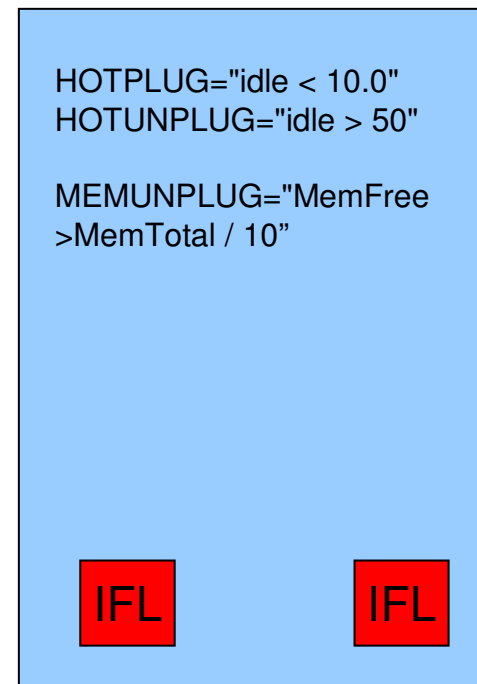 HOTPLUG="idle < 10.0"
HOTUNPLUG="idle > 50"
MEMUNPLUG="MemFree
>MemTotal / 10”
IFL
IFL